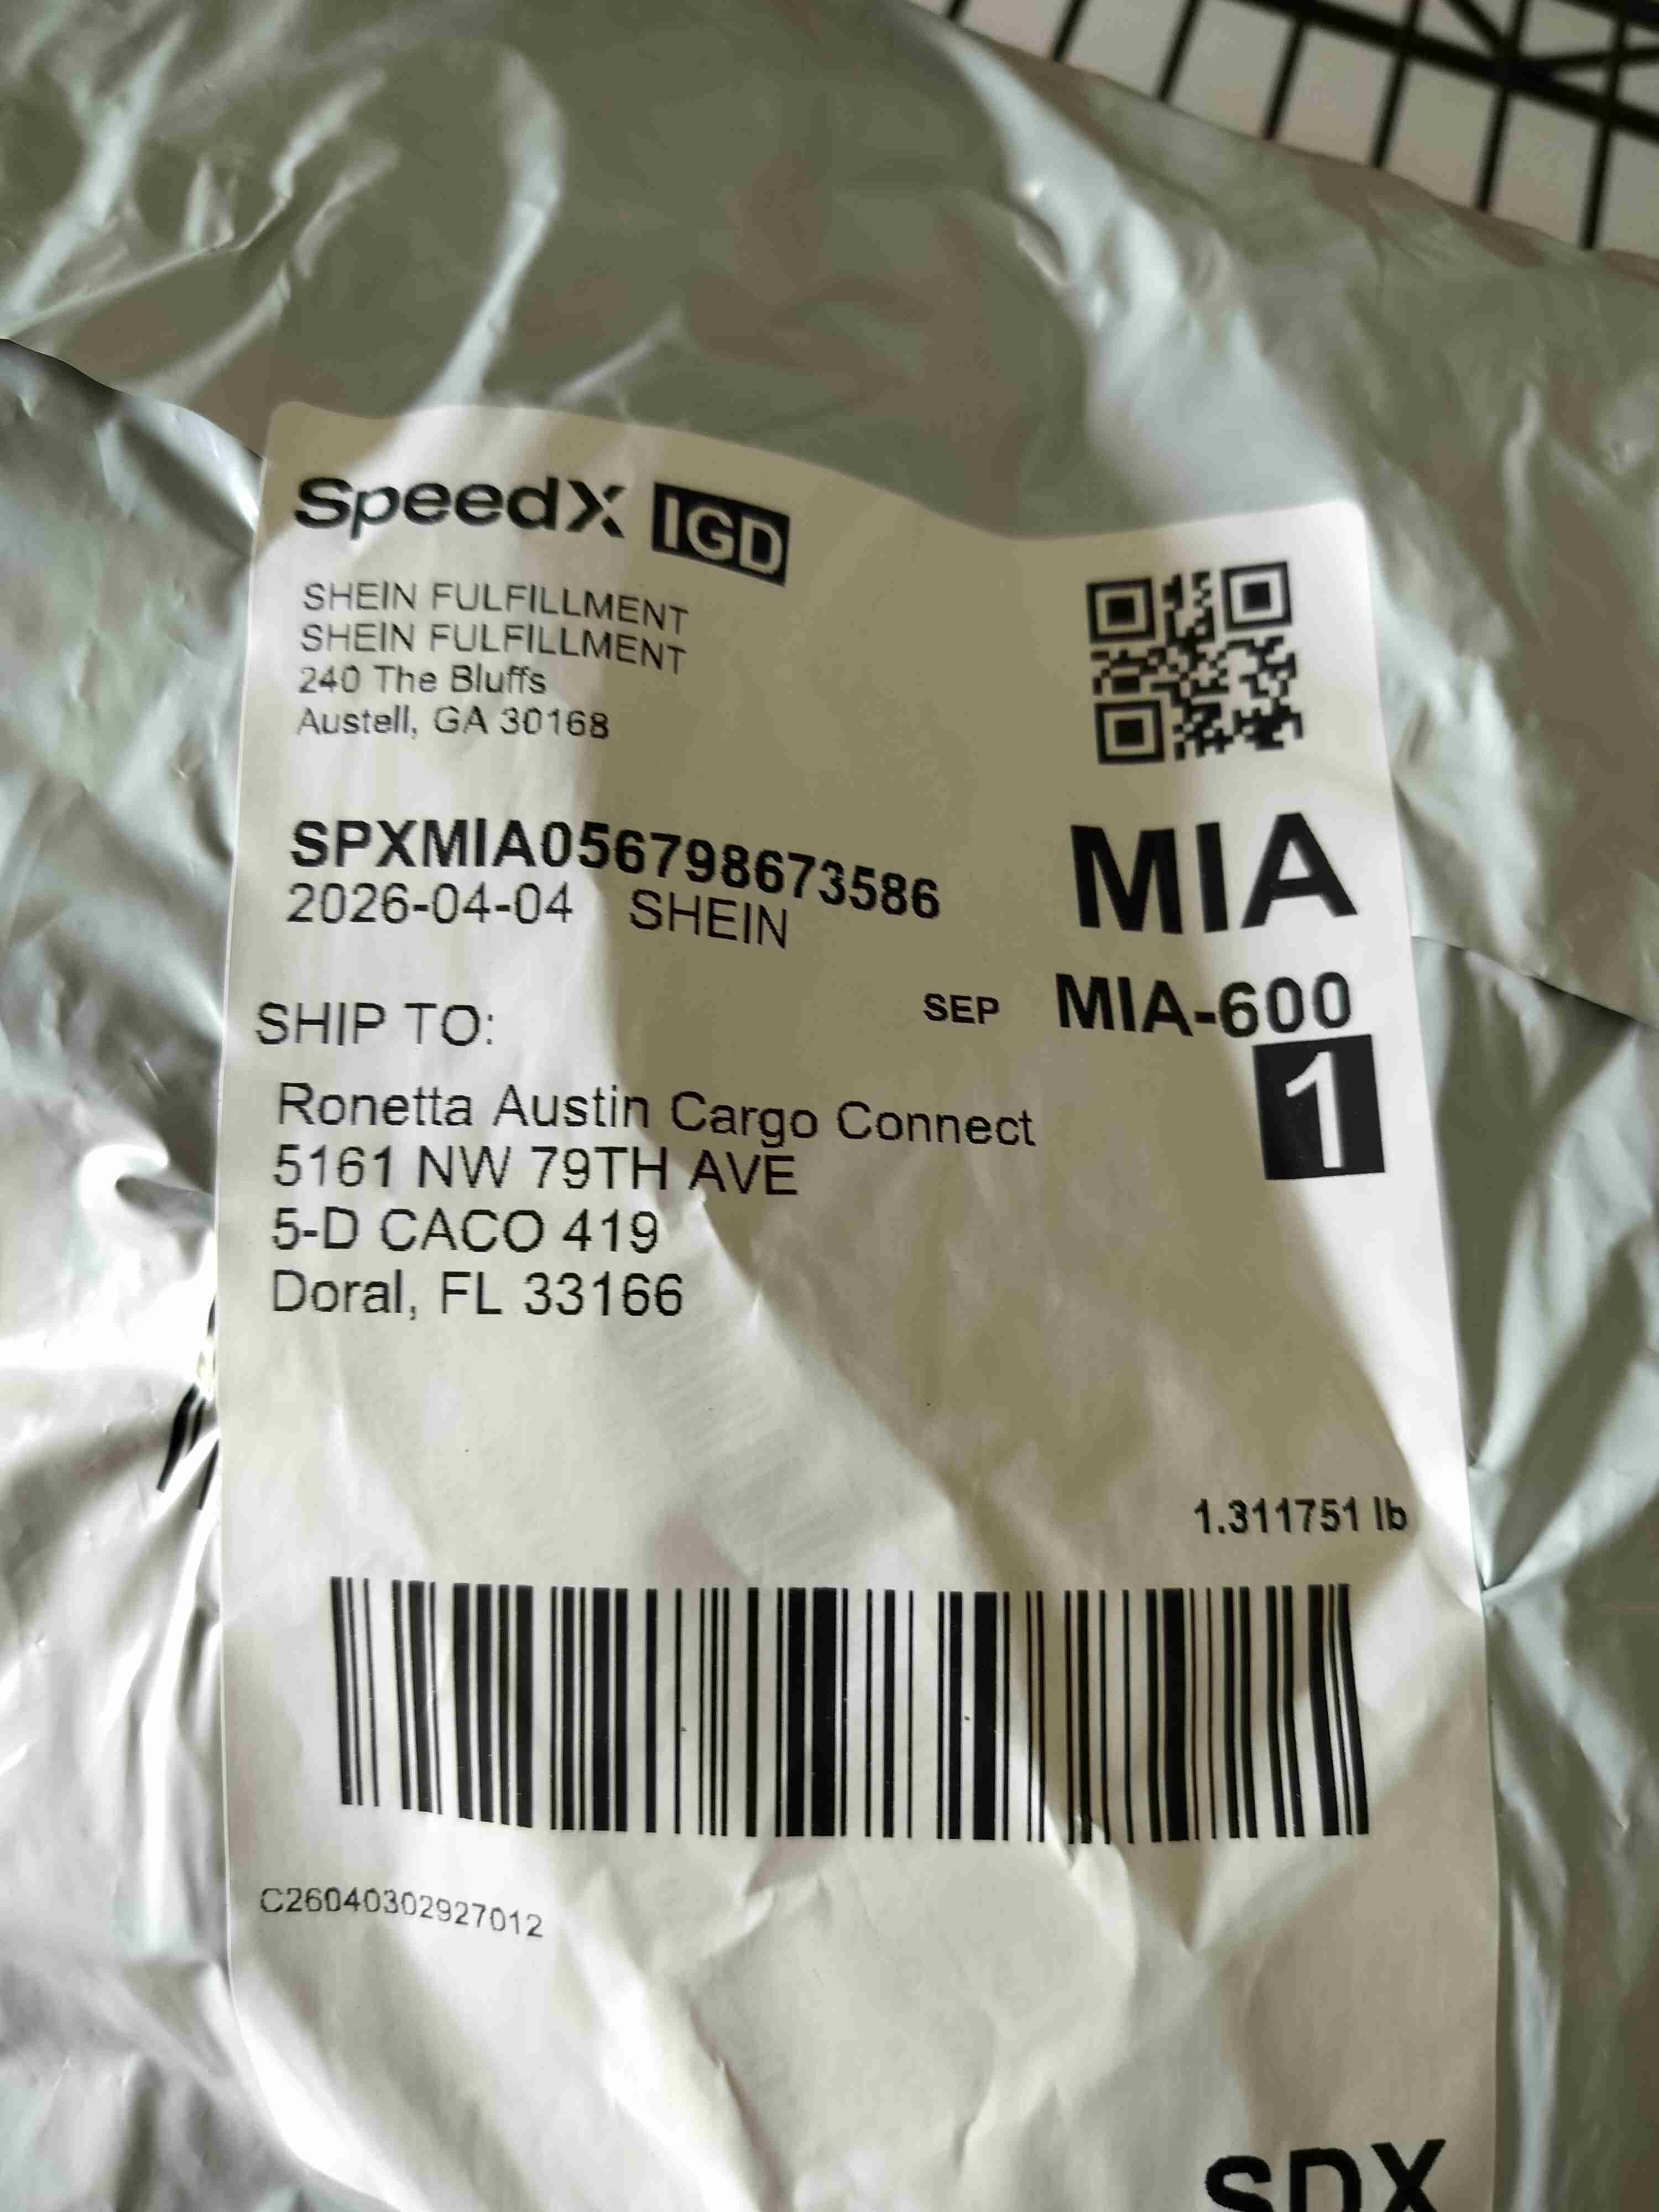 SpeedX IGD
SHEIN FULFILLMENT
SHEIN FULFILLMENT
240 The Bluffs
Austell, GA 30168
SPXMIA056798673586
2026-04-04 SHEIN
MIA
SEP MIA-600
1
SHIP TO:
Ronetta Austin Cargo Connect
5161 NW 79TH AVE
5-D CACO 419
Doral, FL 33166
1.311751 lb
C26040302927012
SDX